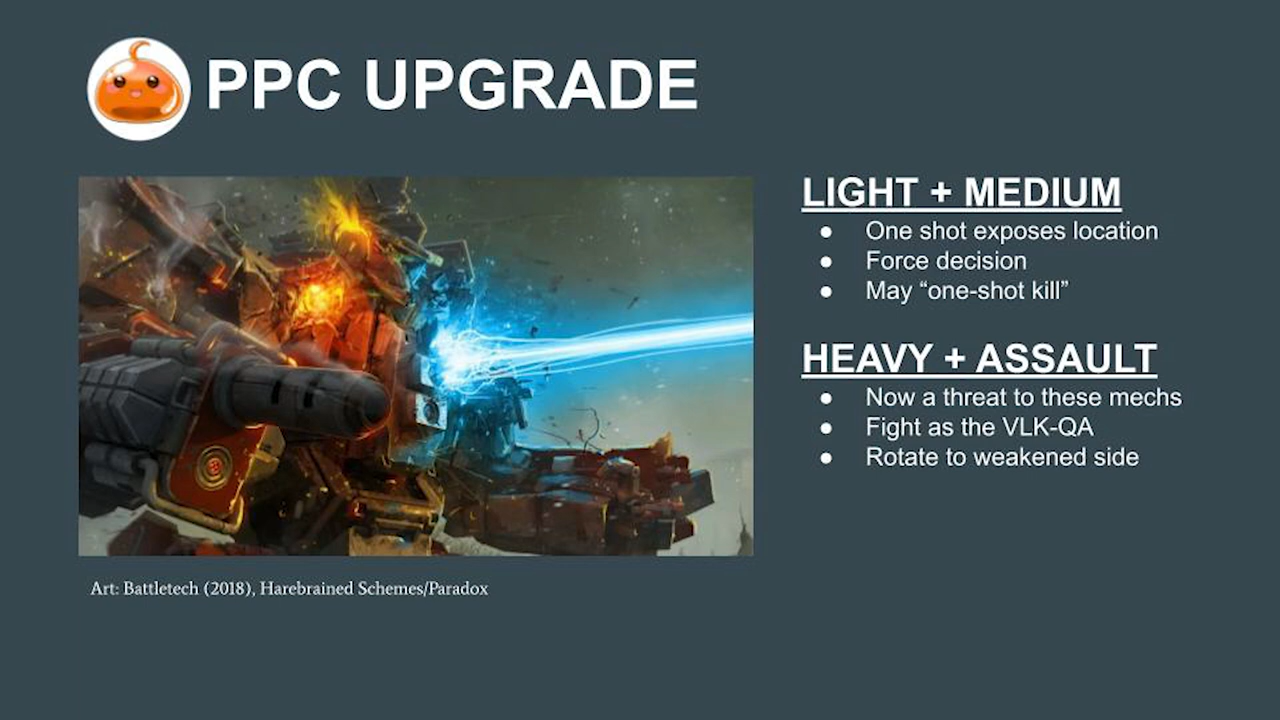 PPC UPGRADE
LIGHT + MEDIUM
● One shot exposes location
● Force decision
● May “one-shot kill”
HEAVY + ASSAULT
● Now a threat to these mechs
● Fight as the VLK-QA
● Rotate to weakened side
Art: Battletech (2018), Harebrained Schemes/Paradox